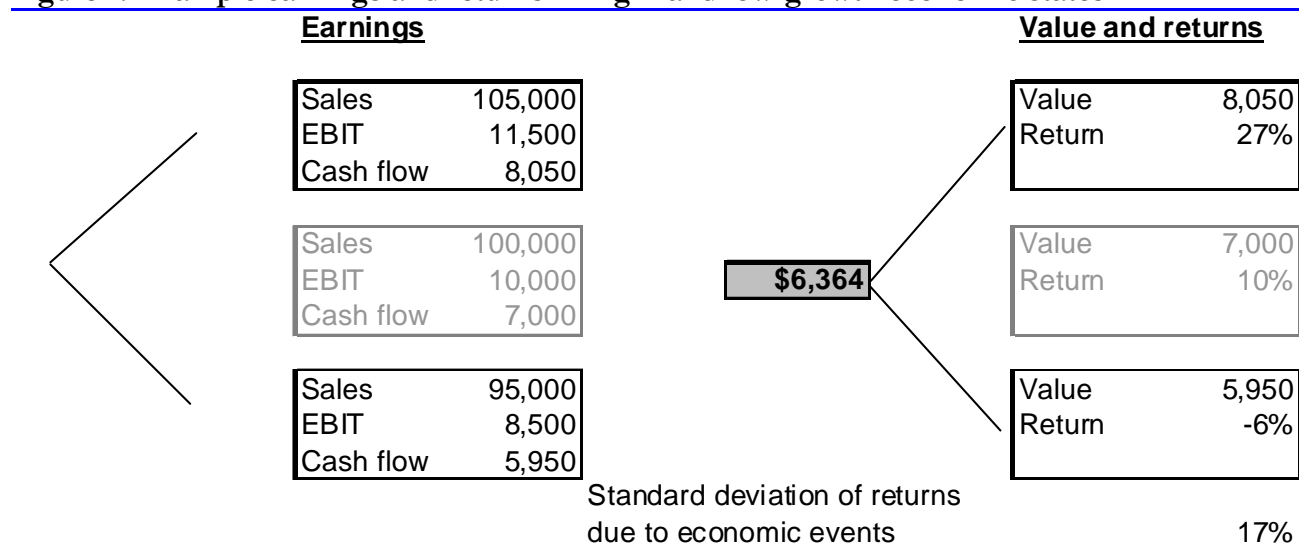 Earnings
Value and returns
Sales 105,000
EBIT 11,500
Cash flow 8,050
Value 8,050
Return 27%
Sales 100,000
EBIT 10,000
Cash flow 7,000
$6,364
Value 7,000
Return 10%
Sales 95,000
EBIT 8,500
Cash flow 5,950
Value 5,950
Return -6%
Standard deviation of returns
due to economic events 17%